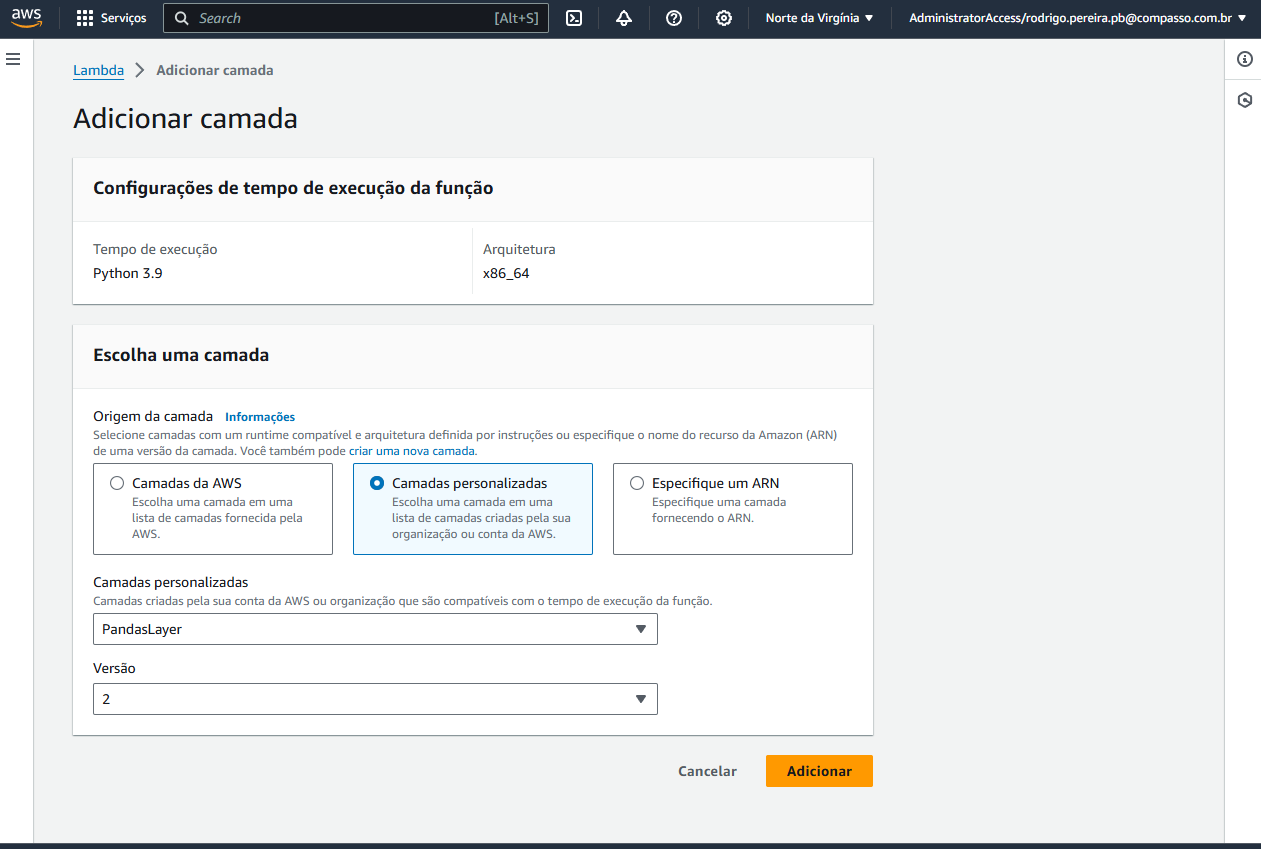 aws
Serviços
Search
[Alt+S]
Norte da Virgínia
AdministratorAccess/rodrigo.pereira.pb@compasso.com.br
Lambda
Adicionar camada
Adicionar camada
Configurações de tempo de execução da função
Tempo de execução
Python 3.9
Arquitetura
x86_64
Escolha uma camada
Origem da camada Informações
Selecione camadas com um runtime compatível e arquitetura definida por instruções ou especifique o nome do recurso da Amazon (ARN)
de uma versão da camada. Você também pode criar uma nova camada.
Camadas da AWS
Escolha uma camada em uma
lista de camadas fornecida pela
AWS.
Camadas personalizadas
Escolha uma camada em uma
lista de camadas criadas pela sua
organização ou conta da AWS.
Especifique um ARN
Especifique uma camada
fornecendo o ARN.
Camadas personalizadas
Camadas criadas pela sua conta da AWS ou organização que são compatíveis com o tempo de execução da função.
PandasLayer
Versão
2
Cancelar
Adicionar